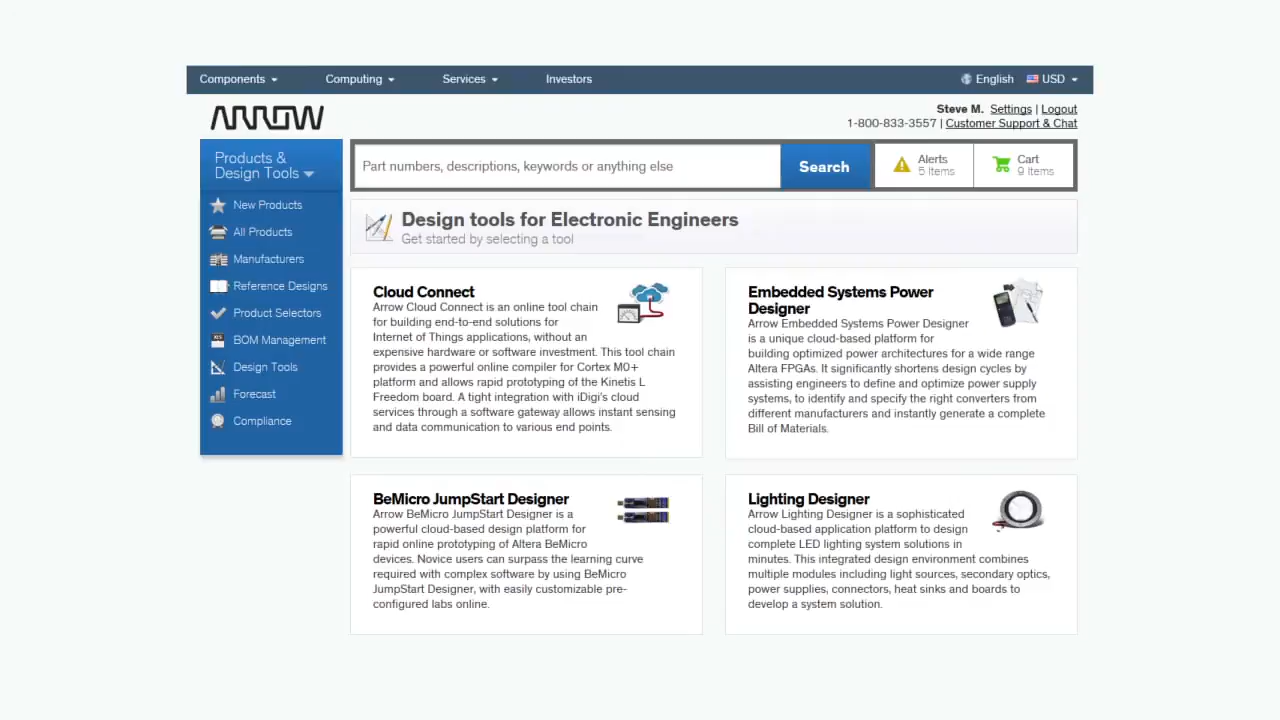 Components Computing Services Investors English USD
ARROW
Steve M. Settings | Logout
1-800-833-3557 | Customer Support & Chat
Products &
Design Tools
New Products
All Products
Manufacturers
Reference Designs
Product Selectors
BOM Management
Design Tools
Forecast
Compliance
Part numbers, descriptions, keywords or anything else
Search
Alerts
5 Items
Cart
9 Items
Design tools for Electronic Engineers
Get started by selecting a tool
Cloud Connect
Arrow Cloud Connect is an online tool chain
for building end-to-end solutions for
Internet of Things applications, without an
expensive hardware or software investment. This tool chain
provides a powerful online compiler for Cortex M0+
platform and allows rapid prototyping of the Kinetis L
Freedom board. A tight integration with iDigi's cloud
services through a software gateway allows instant sensing
and data communication to various end points.
Embedded Systems Power
Designer
Arrow Embedded Systems Power Designer
is a unique cloud-based platform for
building optimized power architectures for a wide range
Altera FPGAs. It significantly shortens design cycles by
assisting engineers to define and optimize power supply
systems, to identify and specify the right converters from
different manufacturers and instantly generate a complete
Bill of Materials.
BeMicro JumpStart Designer
Arrow BeMicro JumpStart Designer is a
powerful cloud-based design platform for
rapid online prototyping of Altera BeMicro
devices. Novice users can surpass the learning curve
required with complex software by using BeMicro
JumpStart Designer, with easily customizable pre-
configured labs online.
Lighting Designer
Arrow Lighting Designer is a sophisticated
cloud-based application platform to design
complete LED lighting system solutions in
minutes. This integrated design environment combines
multiple modules including light sources, secondary optics,
power supplies, connectors, heat sinks and boards to
develop a system solution.